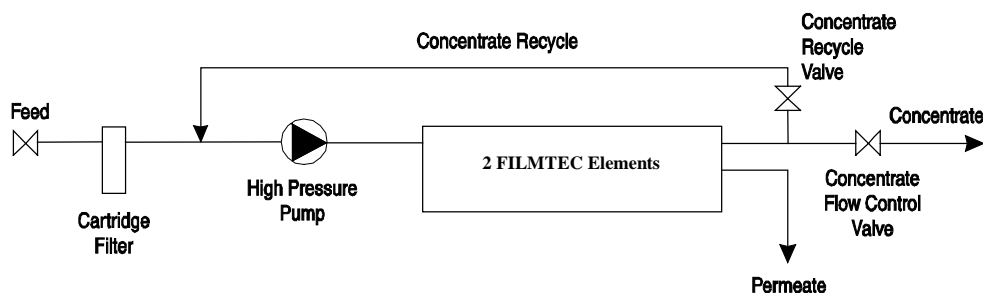 Concentrate
Recycle
Valve
Concentrate Recycle
Feed
Concentrate
2 FILMTEC Elements
High Pressure
Pump
Cartridge
Filter
Concentrate
Flow Control
Valve
Permeate